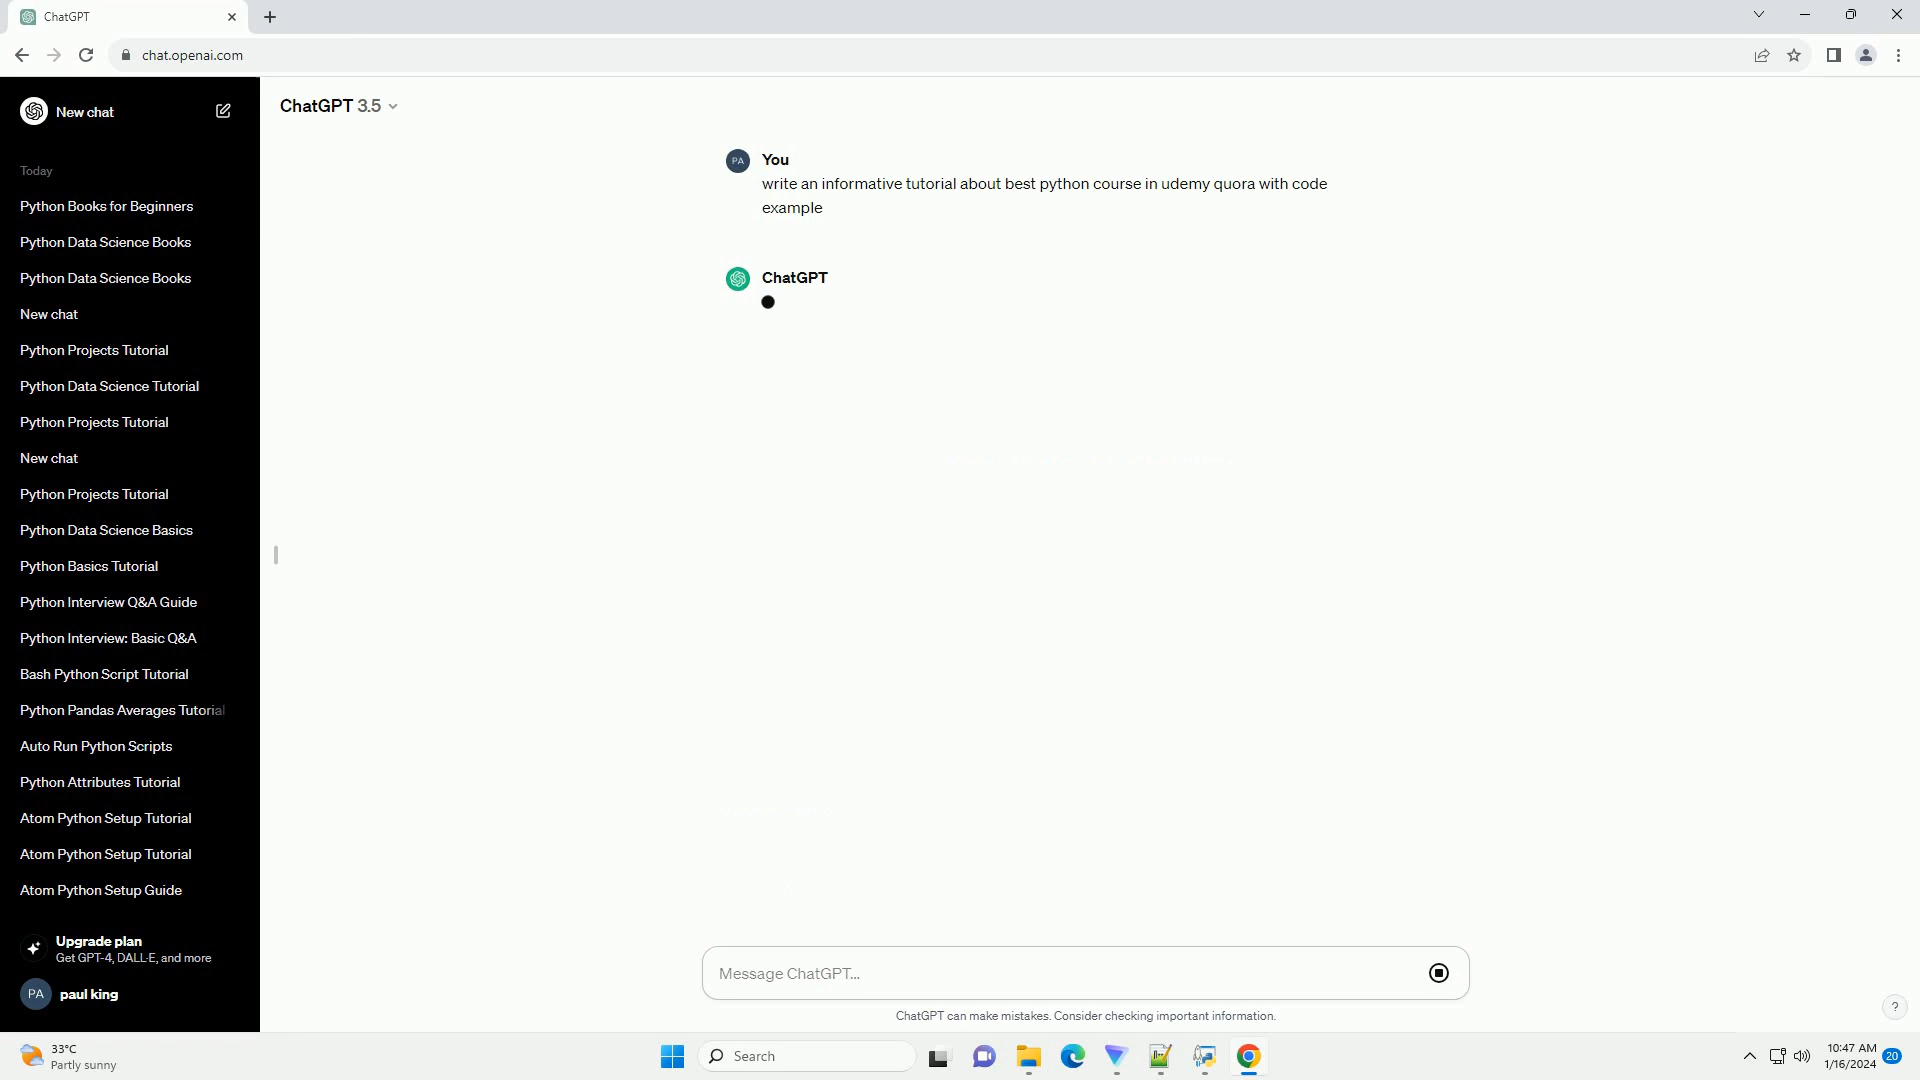 ChatGPT
chat.openai.com
New chat
ChatGPT 3.5
Today
Python Books for Beginners
Python Data Science Books
Python Data Science Books
New chat
Python Projects Tutorial
Python Data Science Tutorial
Python Projects Tutorial
New chat
Python Projects Tutorial
Python Data Science Basics
Python Basics Tutorial
Python Interview Q&A Guide
Python Interview: Basic Q&A
Bash Python Script Tutorial
Python Pandas Averages Tutorial
Auto Run Python Scripts
Python Attributes Tutorial
Atom Python Setup Tutorial
Atom Python Setup Tutorial
Atom Python Setup Guide
Upgrade plan
Get GPT-4, DALL·E, and more
PA paul king
PA You
write an informative tutorial about best python course in udemy quora with code
example
ChatGPT
Message ChatGPT...
ChatGPT can make mistakes. Consider checking important information.
?
33°C
Partly sunny
Search
10:47 AM
1/16/2024
20